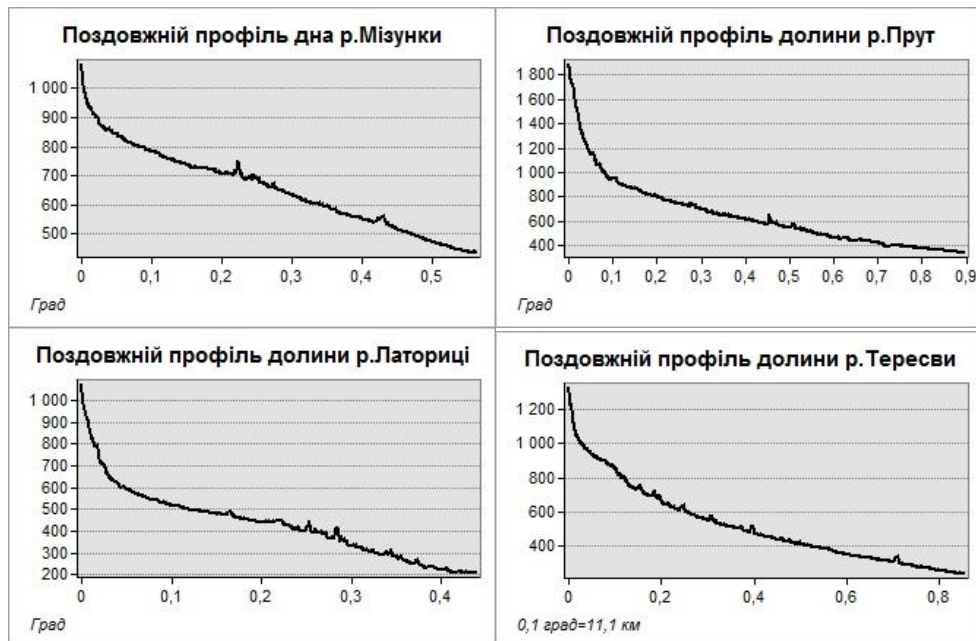 Поздовжній профіль дна р.Мізунки
1 000
900
800
700
600
500
0 0,1 0,2 0,3 0,4 0,5
Град
Поздовжній профіль долини р.Прут
1 800
1 600
1 400
1 200
1 000
800
600
400
0 0,1 0,2 0,3 0,4 0,5 0,6 0,7 0,8 0,9
Град
Поздовжній профіль долини р.Латориці
1 000
900
800
700
600
500
400
300
200
0 0,1 0,2 0,3 0,4
Град
Поздовжній профіль долини р.Тересви
1 200
1 000
800
600
400
0 0,2 0,4 0,6 0,8
0,1 град=11,1 км